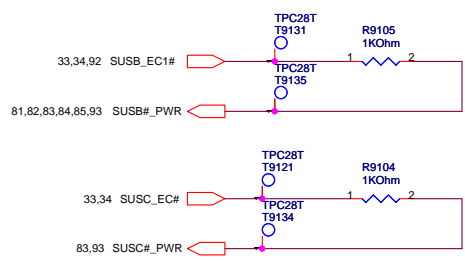 TPC28T
T9131
R9105
1KOhm
33,34,92 SUSB_EC1#
1 2
TPC28T
T9135
81,82,83,84,85,93 SUSB#_PWR
TPC28T
T9121
R9104
1KOhm
33,34 SUSC_EC#
1 2
TPC28T
T9134
83,93 SUSC#_PWR